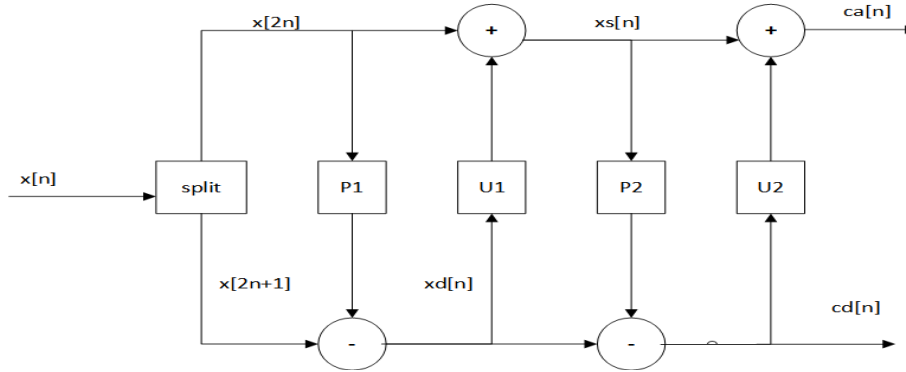 x[2n]
+
xs[n]
+
ca[n]
x[n]
split
P1
U1
P2
U2
x[2n+1]
xd[n]
cd[n]
-
-